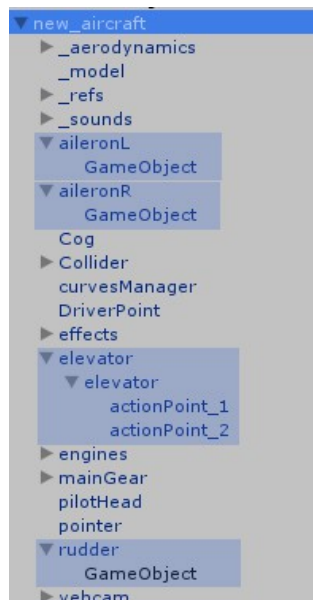 new_aircraft
_aerodynamics
_model
_refs
_sounds
aileronL
GameObject
aileronR
GameObject
Cog
Collider
curvesManager
DriverPoint
effects
elevator
elevator
actionPoint_1
actionPoint_2
engines
mainGear
pilotHead
pointer
rudder
GameObject
vehcam